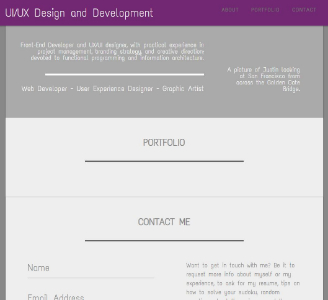 UI/UX Design and Development
ABOUT PORTFOLIO CONTACT
Front-End Developer and UI/UX designer, with practical experience in
project management, branding strategy, and creative direction
devoted to functional programming and information architecture.
Web Developer - User Experience Designer - Graphic Artist
A picture of Justin leaning
at San Francisco from
across the Golden Gate
Bridge.
PORTFOLIO
CONTACT ME
Name
Email Address
Want to get in touch with me? Be it to
request more info about myself or my
experience, to ask for my resume, tips on
how to solve your sudoku, random